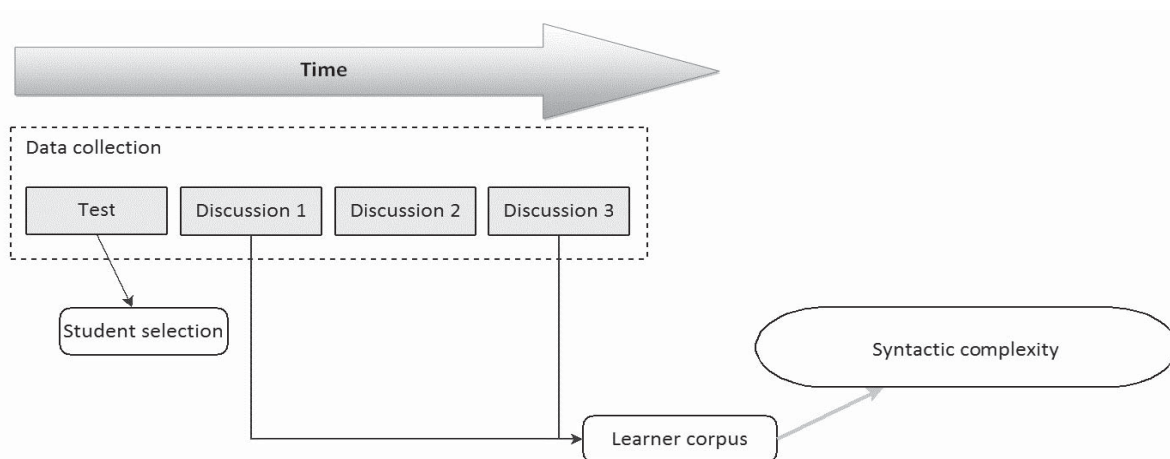 Time
Data collection
Test
Discussion 1
Discussion 2
Discussion 3
Student selection
Syntactic complexity
Learner corpus